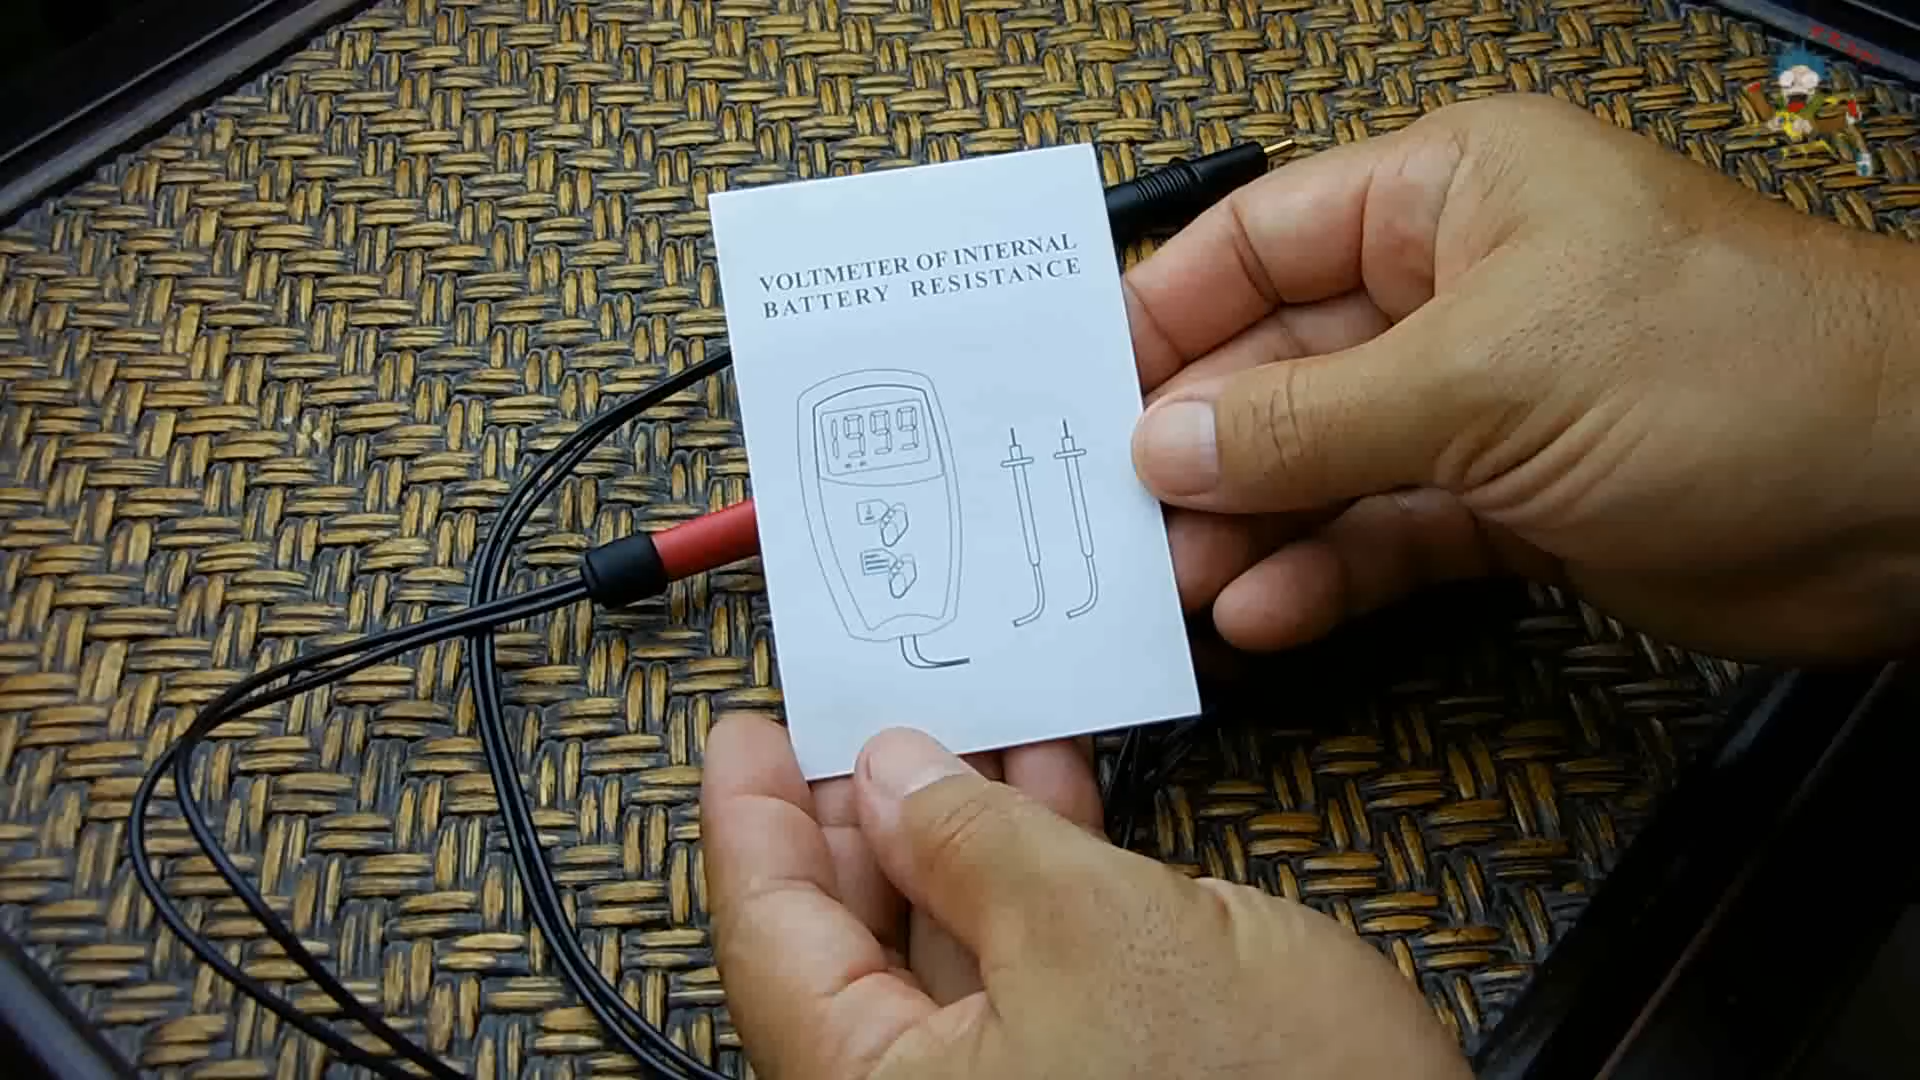 VOLTMETER OF INTERNAL
BATTERY RESISTANCE
1999